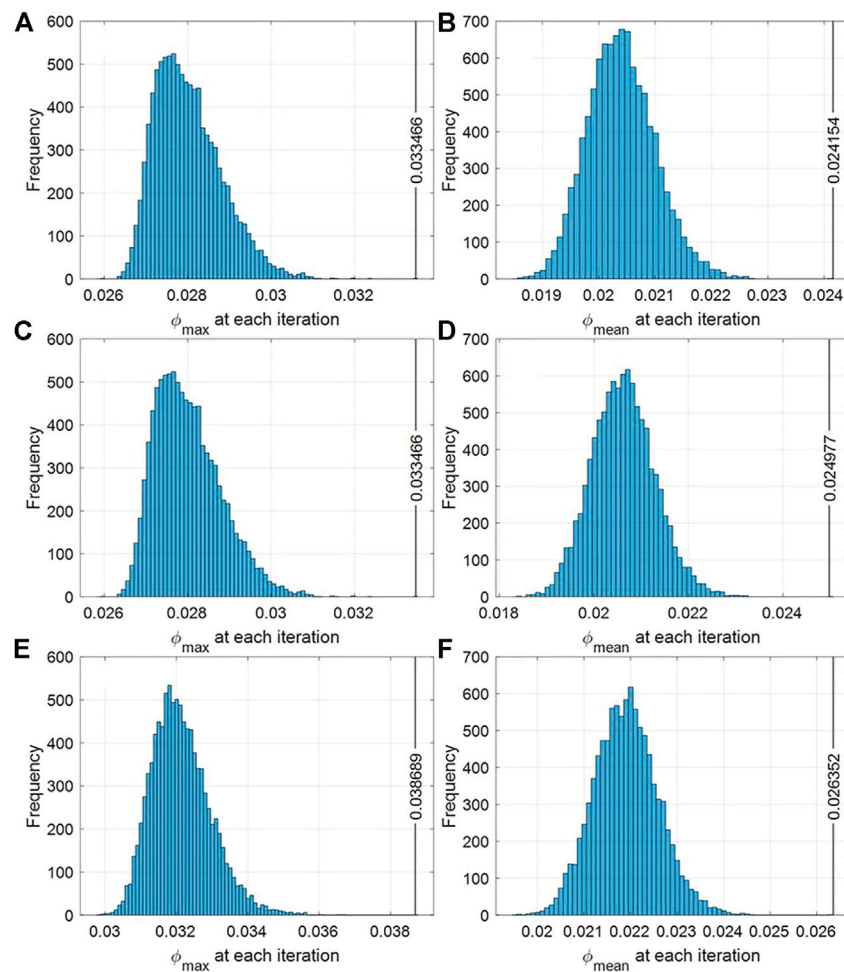 A
Frequency
600
500
400
300
200
100
0
0.033466
0.026 0.028 0.03 0.032
ϕmax at each iteration
B
Frequency
700
600
500
400
300
200
100
0
0.024154
0.019 0.02 0.021 0.022 0.023 0.024
ϕmean at each iteration
C
Frequency
600
500
400
300
200
100
0
0.033466
0.026 0.028 0.03 0.032
ϕmax at each iteration
D
Frequency
700
600
500
400
300
200
100
0
0.024977
0.018 0.02 0.022 0.024
ϕmean at each iteration
E
Frequency
600
500
400
300
200
100
0
0.038689
0.03 0.032 0.034 0.036 0.038
ϕmax at each iteration
F
Frequency
700
600
500
400
300
200
100
0
0.026352
0.02 0.021 0.022 0.023 0.024 0.025 0.026
ϕmean at each iteration